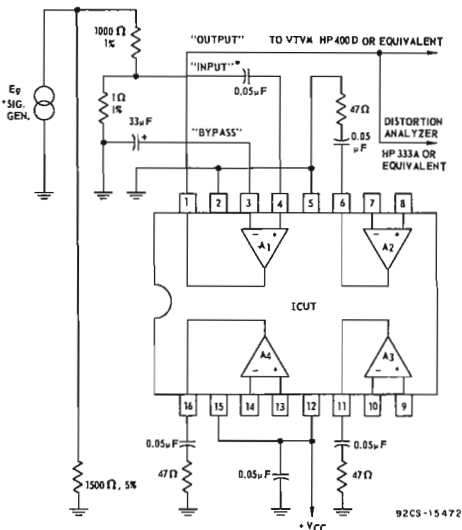 1000 Ω
1%
"OUTPUT"
TO VTVM HP 400 D OR EQUIVALENT
"INPUT"*
0.05µF
Eg
*SIG.
GEN.
1 Ω
1%
33µF
+
"BYPASS"
47Ω
0.05
µF
DISTORTION
ANALYZER
HP 333A OR
EQUIVALENT
1 2 3 4 5 6 7 8
- + - +
A1 A2
ICUT
A4 A3
- + - +
16 15 14 13 12 11 10 9
0.05µF
47Ω
0.05µF
0.05µF
47Ω
1500 Ω, 5%
+ VCC
92CS-15472